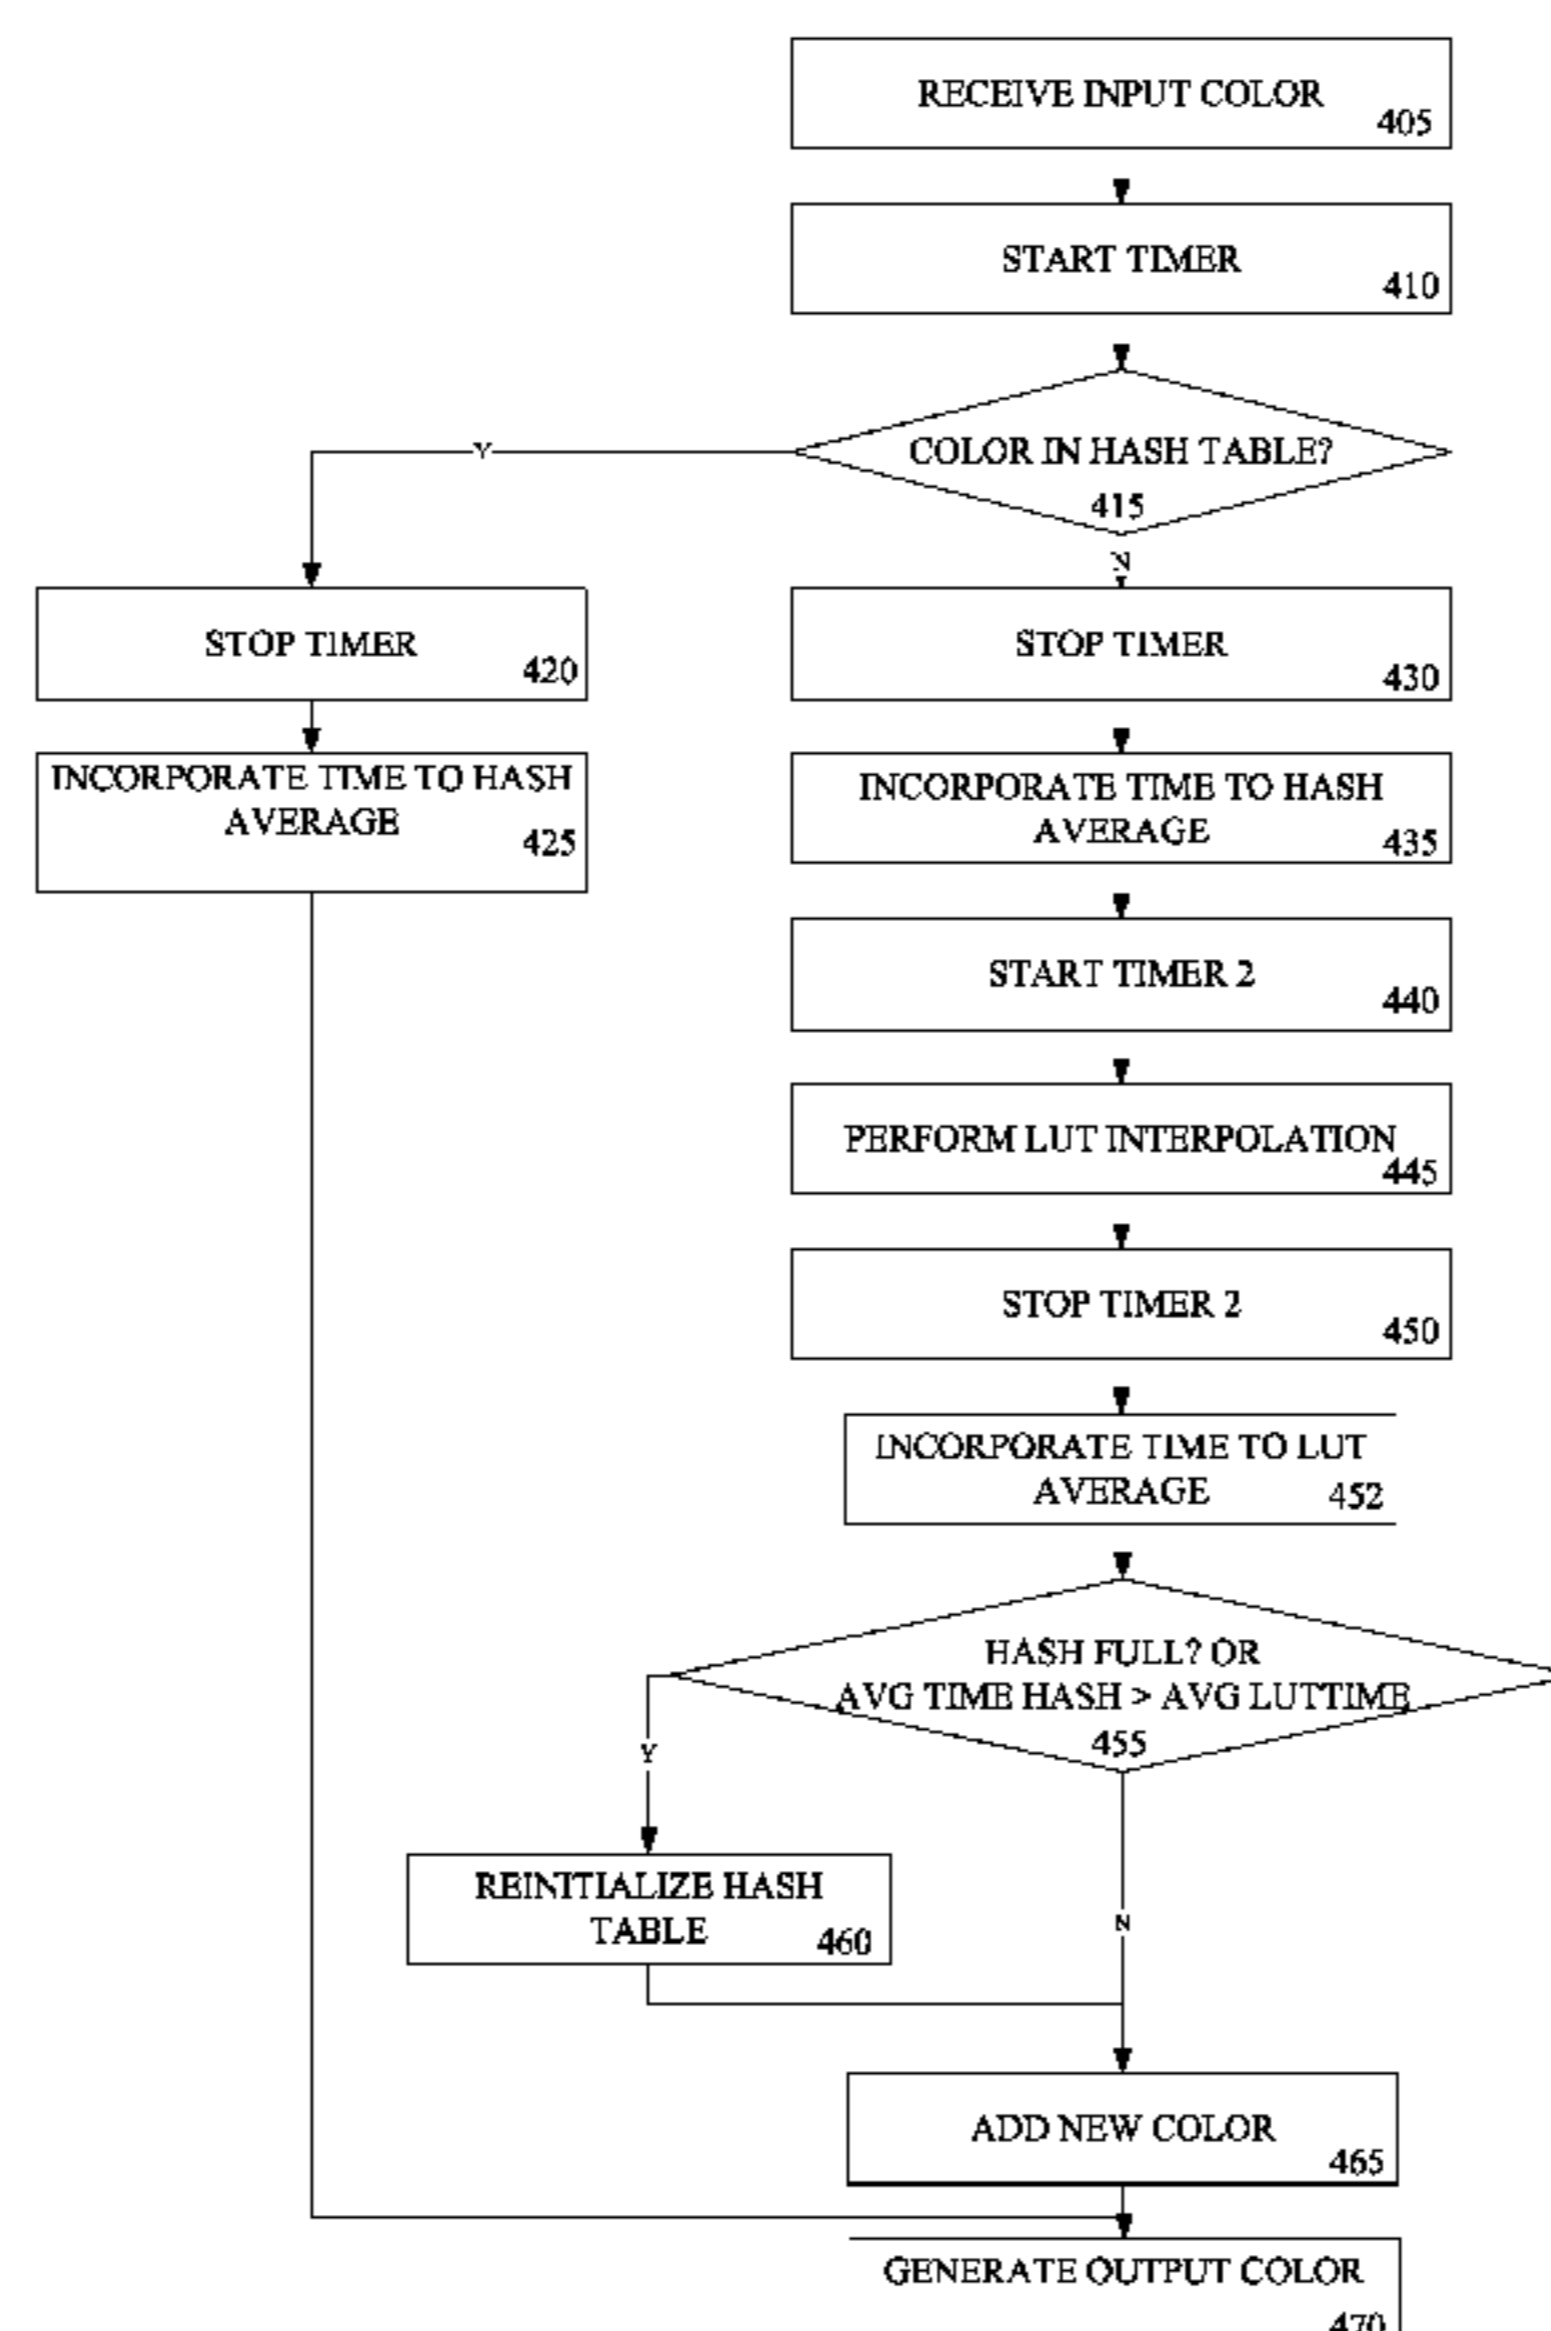 RECEIVE INPUT COLOR
405
START TIMER
410
COLOR IN HASH TABLE?
415
Y
N
STOP TIMER
420
STOP TIMER
430
INCORPORATE TIME TO HASH
AVERAGE
425
INCORPORATE TIME TO HASH
AVERAGE
435
START TIMER 2
440
PERFORM LUT INTERPOLATION
445
STOP TIMER 2
450
INCORPORATE TIME TO LUT
AVERAGE
452
HASH FULL? OR
AVG TIME HASH > AVG LUTTIME
455
Y
N
REINITIALIZE HASH
TABLE
460
ADD NEW COLOR
465
GENERATE OUTPUT COLOR
470